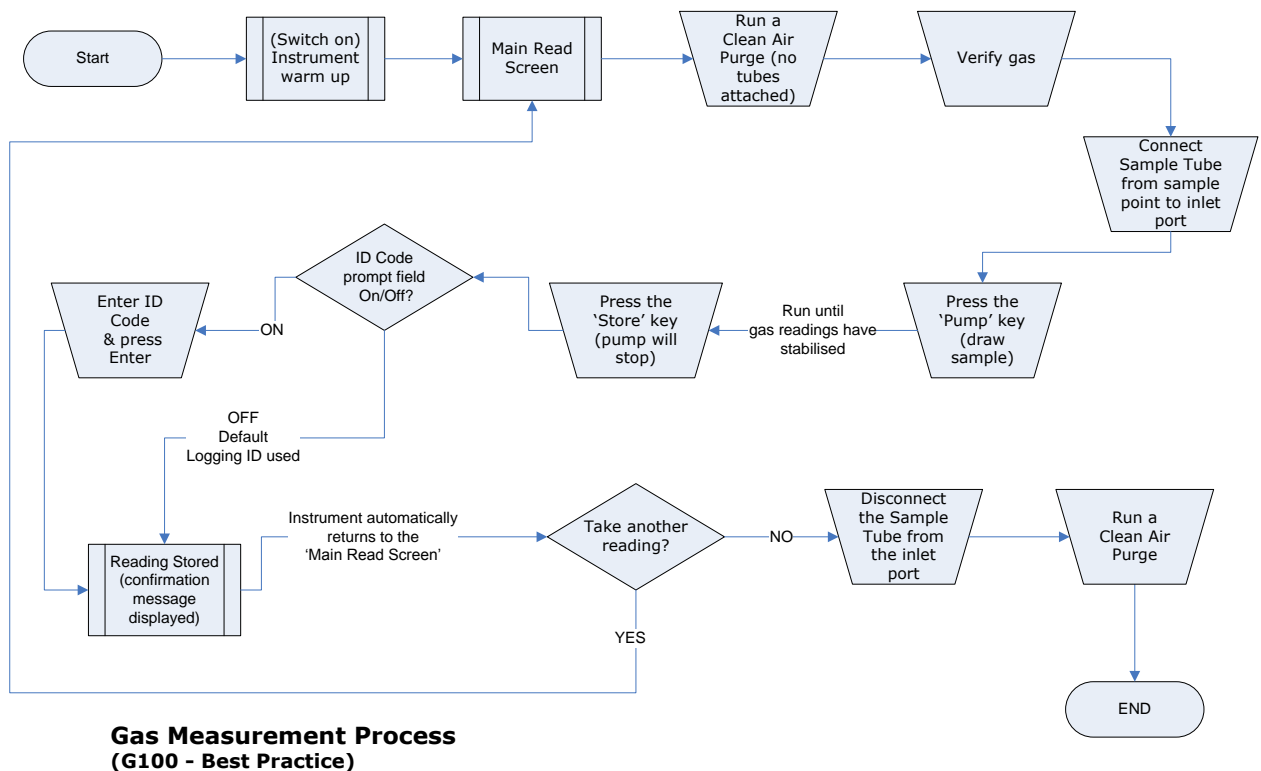 Start
(Switch on)
Instrument
warm up
Main Read
Screen
Run a
Clean Air
Purge (no
tubes
attached)
Verify gas
Connect
Sample Tube
from sample
point to inlet
port
Press the
‘Pump’ key
(draw
sample)
Run until
gas readings have
stabilised
Press the
‘Store’ key
(pump will
stop)
ID Code
prompt field
On/Off?
ON
Enter ID
Code
& press
Enter
OFF
Default
Logging ID used
Reading Stored
(confirmation
message
displayed)
Instrument automatically
returns to the
‘Main Read Screen’
Take another
reading?
YES
NO
Disconnect
the Sample
Tube from
the inlet
port
Run a
Clean Air
Purge
END
Gas Measurement Process
(G100 - Best Practice)